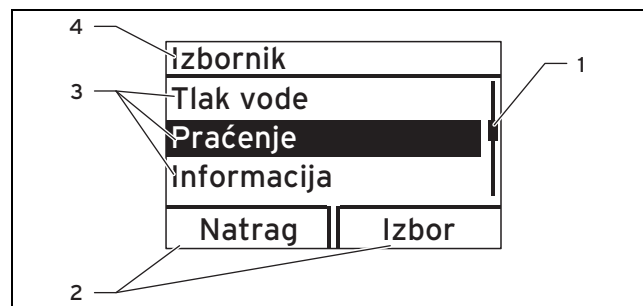 4
Izbornik
1
3
Tlak vode
Praćenje
Informacija
Natrag Izbor
2